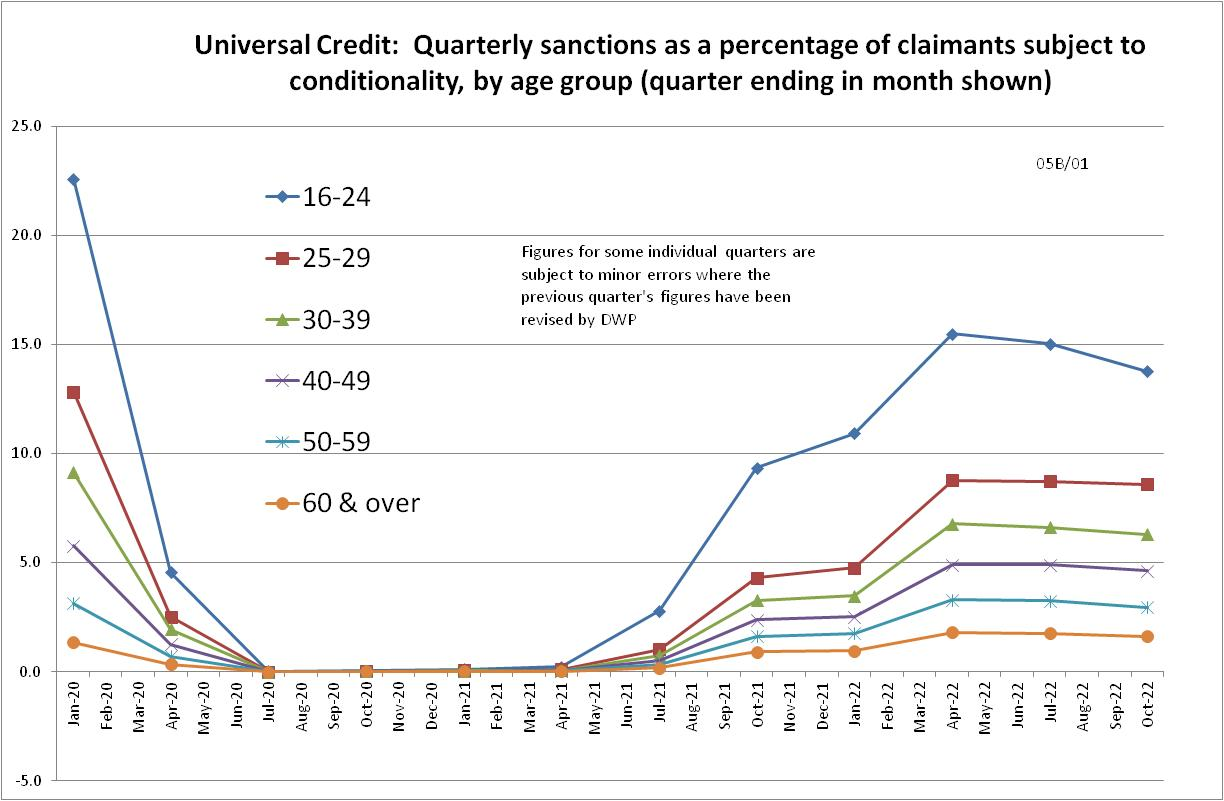 Universal Credit:  Quarterly sanctions as a percentage of claimants subject to
conditionality, by age group (quarter ending in month shown)
25.0
20.0
15.0
10.0
5.0
0.0
-5.0
05B/01
16-24
25-29
30-39
40-49
50-59
60 & over
Figures for some individual quarters are
subject to minor errors where the
previous quarter's figures have been
revised by DWP
Jan-20
Feb-20
Mar-20
Apr-20
May-20
Jun-20
Jul-20
Aug-20
Sep-20
Oct-20
Nov-20
Dec-20
Jan-21
Feb-21
Mar-21
Apr-21
May-21
Jun-21
Jul-21
Aug-21
Sep-21
Oct-21
Nov-21
Dec-21
Jan-22
Feb-22
Mar-22
Apr-22
May-22
Jun-22
Jul-22
Aug-22
Sep-22
Oct-22